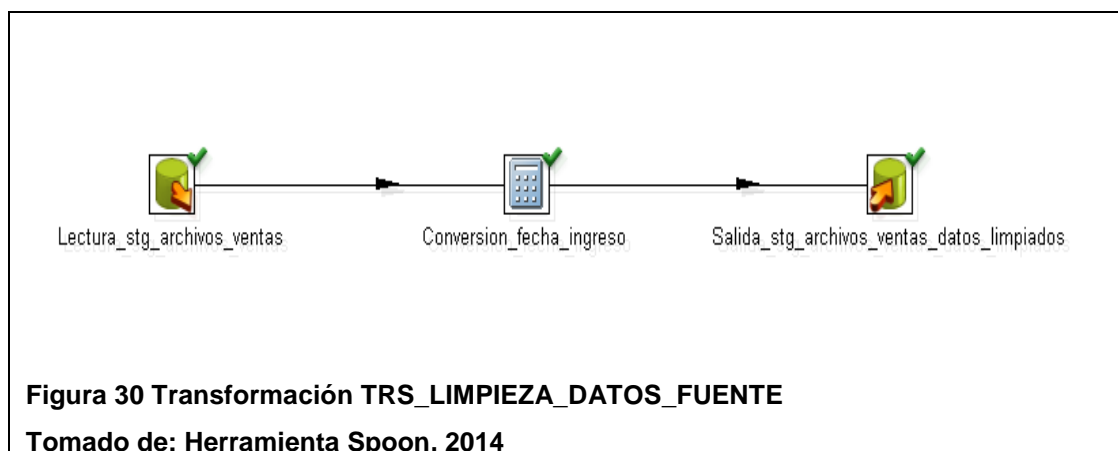 Lectura_stg_archivos_ventas
Conversion_fecha_ingreso
Salida_stg_archivos_ventas_datos_limpiados
Figura 30 Transformación TRS_LIMPIEZA_DATOS_FUENTE
Tomado de: Herramienta Spoon. 2014